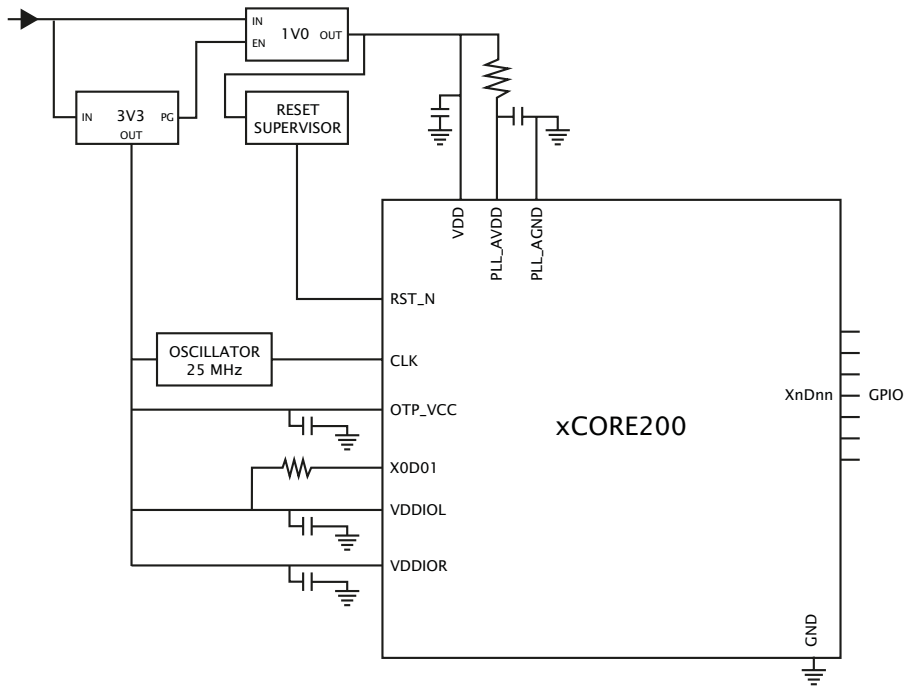 IN
1V0 OUT
EN
IN 3V3 PG
OUT
RESET
SUPERVISOR
VDD
PLL_AVDD
PLL_AGND
RST_N
OSCILLATOR
25 MHz
CLK
XnDnn GPIO
OTP_VCC
xCORE200
X0D01
VDDIOL
VDDIOR
GND